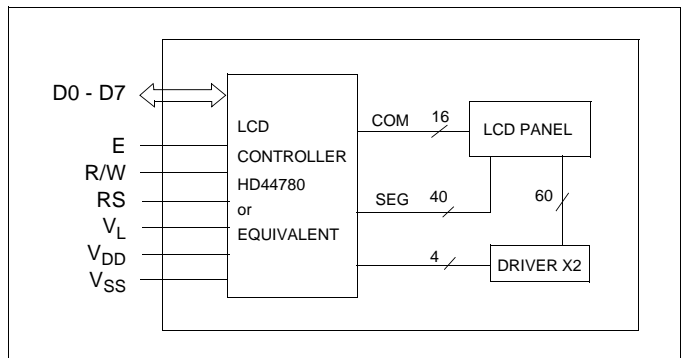 D0 - D7
E
R/W
RS
VL
VDD
VSS
LCD
CONTROLLER
HD44780
or
EQUIVALENT
COM 16
SEG 40
4
LCD PANEL
60
DRIVER X2